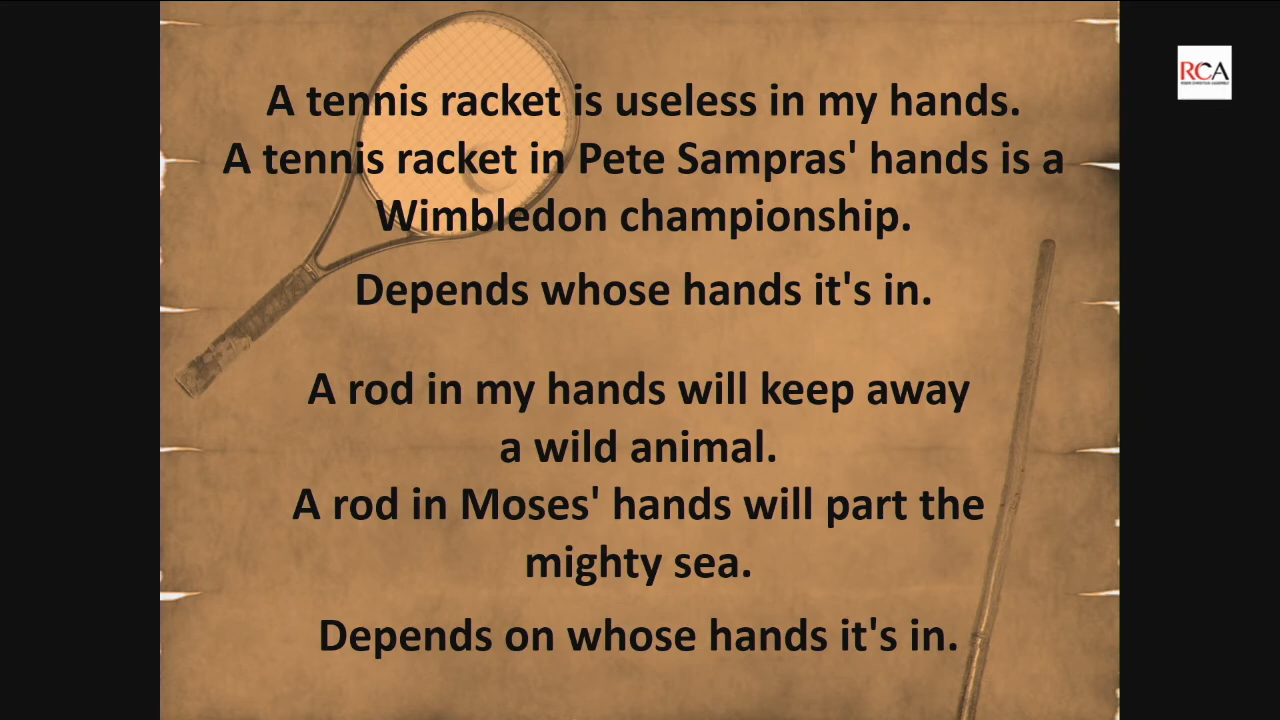 A tennis racket is useless in my hands.
A tennis racket in Pete Sampras' hands is a
Wimbledon championship.
Depends whose hands it's in.
A rod in my hands will keep away
a wild animal.
A rod in Moses' hands will part the
mighty sea.
Depends on whose hands it's in.
RCA